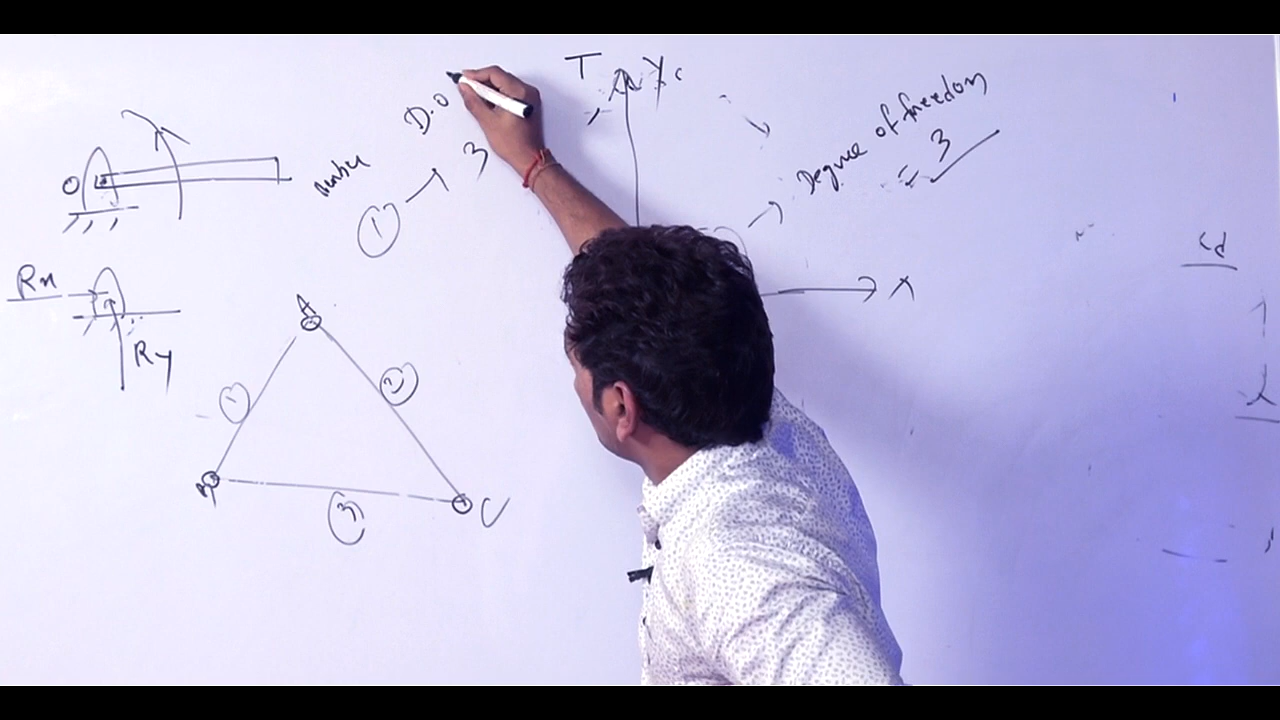 T Y
D.O
Degree of freedom
= 3
① → 3
O
Rx
Ry
X
A
①
②
B
③
C